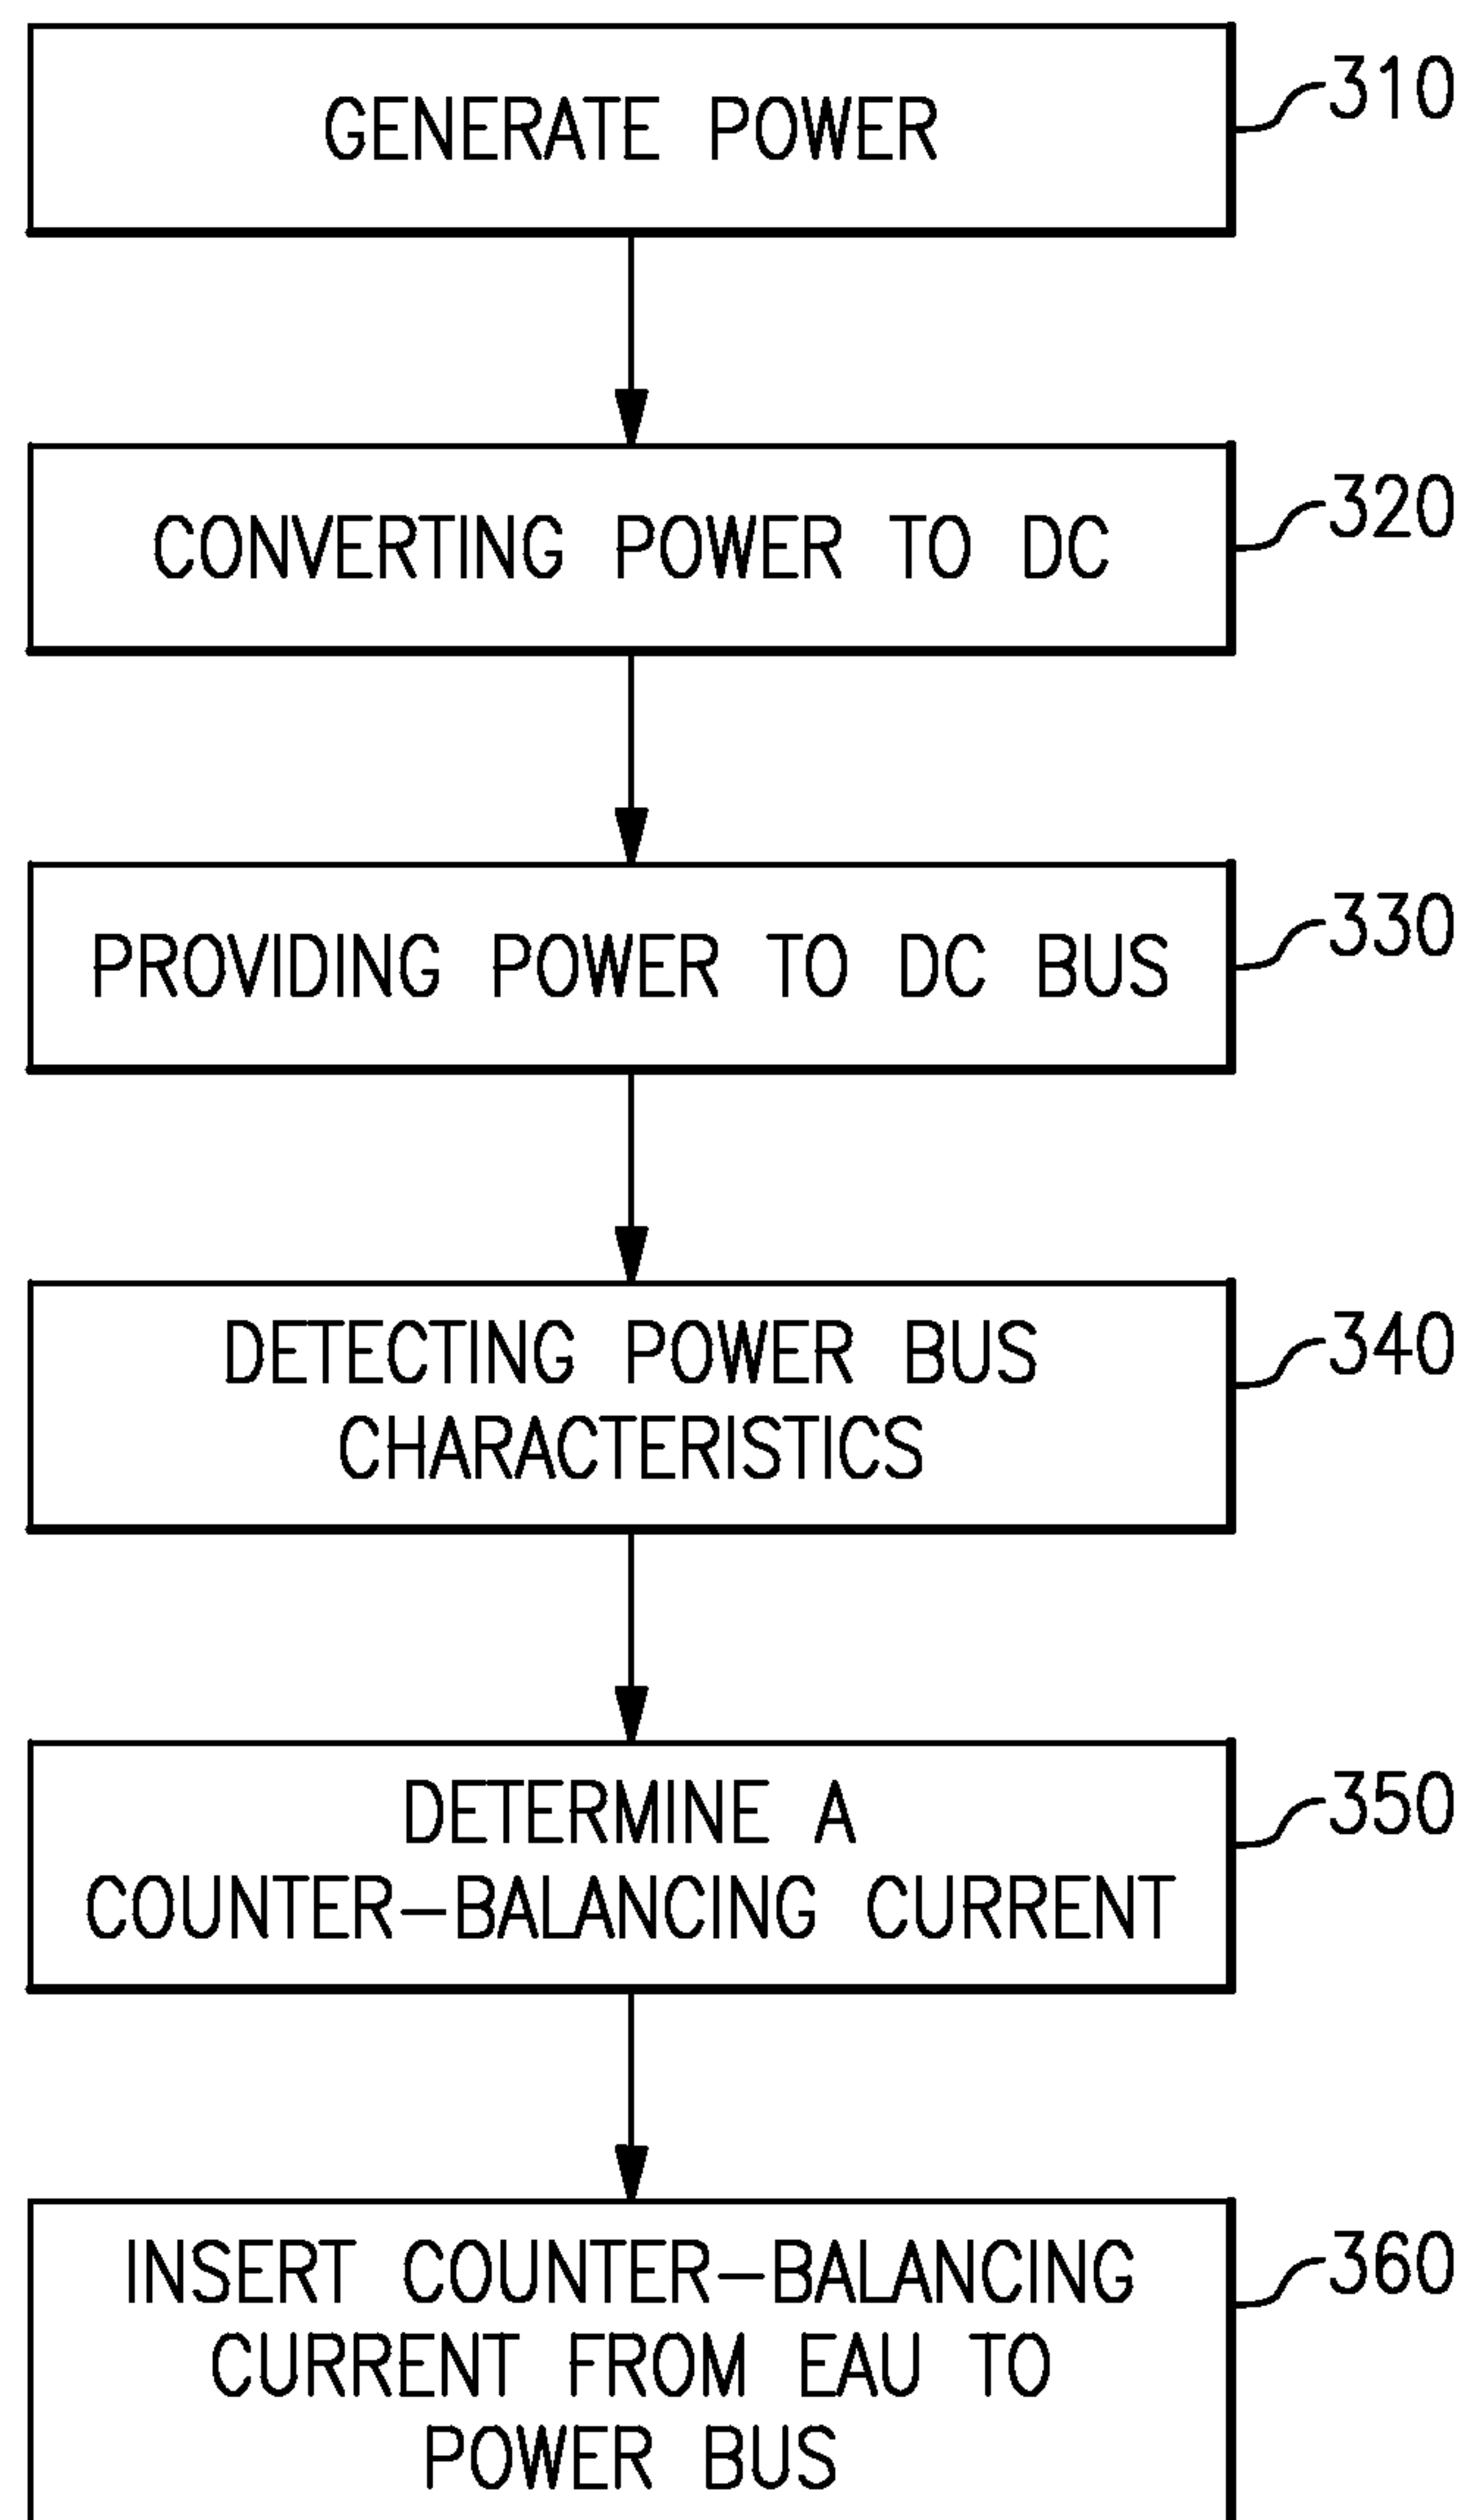 GENERATE POWER
310
CONVERTING POWER TO DC
320
PROVIDING POWER TO DC BUS
330
DETECTING POWER BUS
CHARACTERISTICS
340
DETERMINE A
COUNTER-BALANCING CURRENT
350
INSERT COUNTER-BALANCING
CURRENT FROM EAU TO
POWER BUS
360